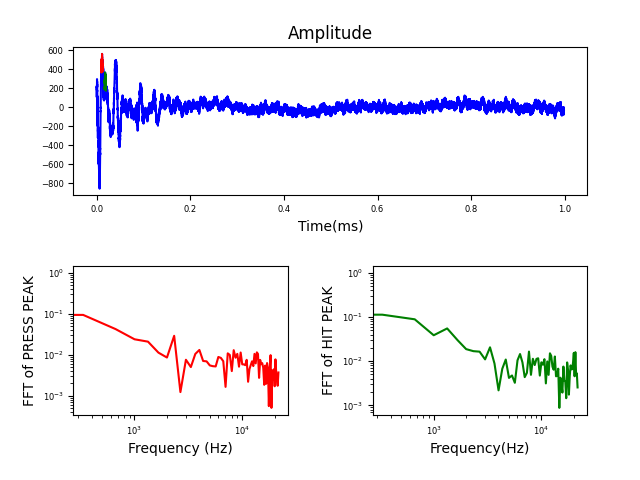 Amplitude
600
400
200
0
−200
−400
−600
−800
0.0 0.2 0.4 0.6 0.8 1.0
Time(ms)
FFT of PRESS PEAK
10⁰
10⁻¹
10⁻²
10⁻³
10³ 10⁴
Frequency (Hz)
FFT of HIT PEAK
10⁰
10⁻¹
10⁻²
10⁻³
10³ 10⁴
Frequency(Hz)